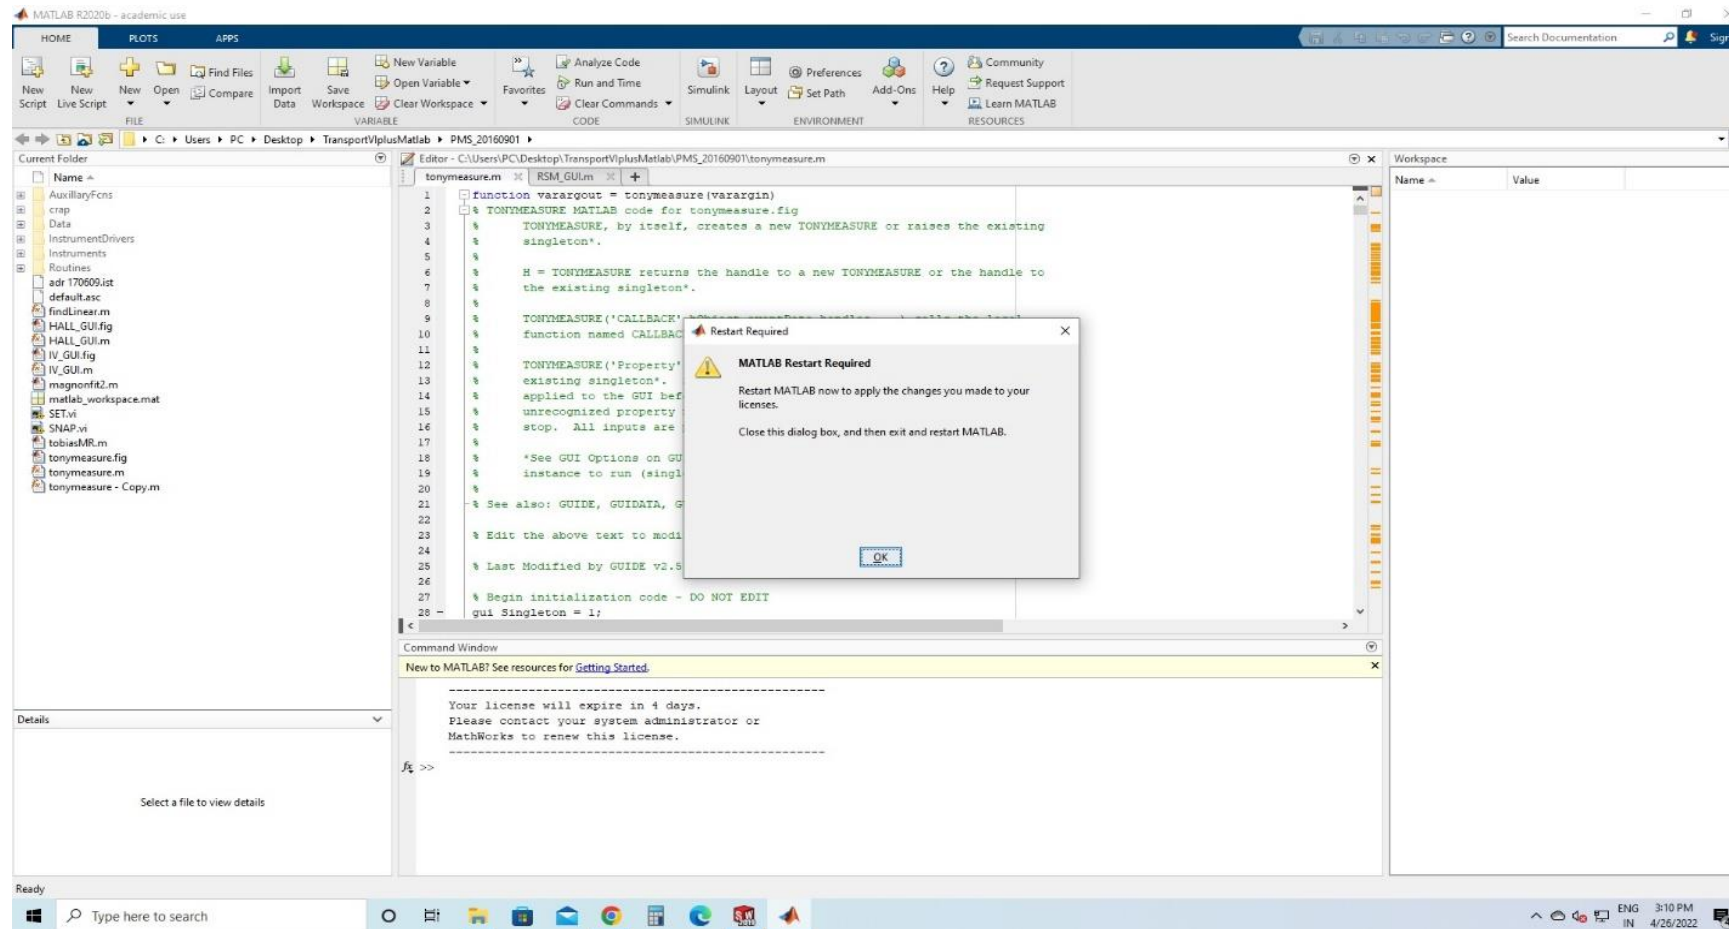 MATLAB R2020b - academic use
HOME PLOTS APPS
Search Documentation
New Script
New Live Script
New
Open
Find Files
Compare
Import Data
Save Workspace
New Variable
Open Variable
Clear Workspace
Favorites
Analyze Code
Run and Time
Clear Commands
Simulink
Layout
Preferences
Set Path
Add-Ons
Help
Community
Request Support
Learn MATLAB
FILE VARIABLE CODE SIMULINK ENVIRONMENT RESOURCES
C: Users PC Desktop TransportVIplusMatlab PMS_20160901
Current Folder
Name
AuxillaryFcns
crap
Data
InstrumentDrivers
Instruments
Routines
adr 170609.ist
default.asc
findLinear.m
HALL_GUI.fig
HALL_GUI.m
IV_GUI.fig
IV_GUI.m
magnonfit2.m
matlab_workspace.mat
SET.vi
SNAP.vi
tobiasMR.m
tonymeasure.fig
tonymeasure.m
tonymeasure - Copy.m
Details
Select a file to view details
Editor - C:\Users\PC\Desktop\TransportVIplusMatlab\PMS_20160901\tonymeasure.m
tonymeasure.m RSM_GUI.m +
1 function varargout = tonymeasure(varargin)
2 % TONYMEASURE MATLAB code for tonymeasure.fig
3 % TONYMEASURE, by itself, creates a new TONYMEASURE or raises the existing
4 % singleton*.
5 %
6 % H = TONYMEASURE returns the handle to a new TONYMEASURE or the handle to
7 % the existing singleton*.
8 %
9 % TONYMEASURE('CALLBACK'
10 % function named CALLBAC
11 %
12 % TONYMEASURE('Property'
13 % existing singleton*.
14 % applied to the GUI bef
15 % unrecognized property
16 % stop. All inputs are
17 %
18 % *See GUI Options on GU
19 % instance to run (singl
20 %
21 % See also: GUIDE, GUIDATA, G
22
23 % Edit the above text to modi
24
25 % Last Modified by GUIDE v2.5
26
27 % Begin initialization code - DO NOT EDIT
28 - gui_Singleton = 1;
Restart Required
MATLAB Restart Required
Restart MATLAB now to apply the changes you made to your
licenses.
Close this dialog box, and then exit and restart MATLAB.
OK
Command Window
New to MATLAB? See resources for Getting Started.
----------------------------------------------------
Your license will expire in 4 days.
Please contact your system administrator or
MathWorks to renew this license.
----------------------------------------------------
fx >>
Workspace
Name Value
Ready
Type here to search
ENG 3:10 PM
IN 4/26/2022